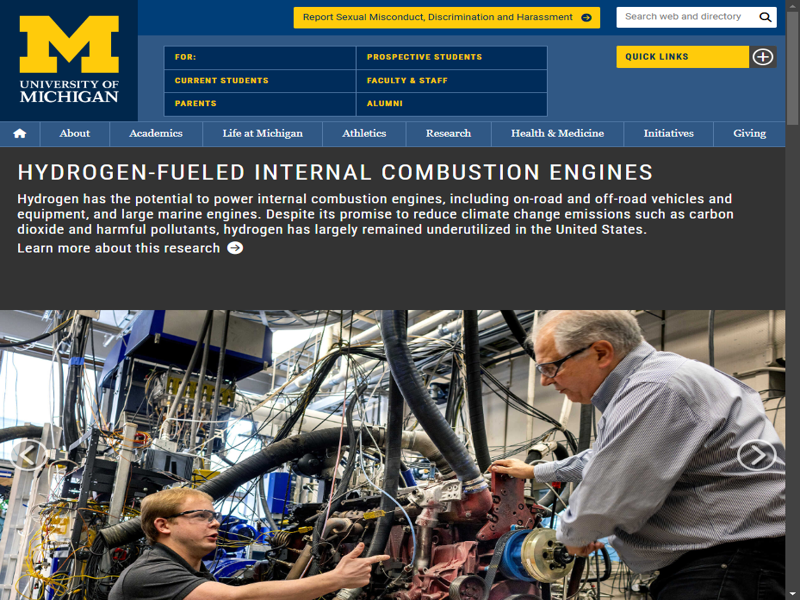 Report Sexual Misconduct, Discrimination and Harassment
Search web and directory
M
UNIVERSITY OF
MICHIGAN
FOR:
PROSPECTIVE STUDENTS
CURRENT STUDENTS
FACULTY & STAFF
PARENTS
ALUMNI
QUICK LINKS
About
Academics
Life at Michigan
Athletics
Research
Health & Medicine
Initiatives
Giving
HYDROGEN-FUELED INTERNAL COMBUSTION ENGINES
Hydrogen has the potential to power internal combustion engines, including on-road and off-road vehicles and
equipment, and large marine engines. Despite its promise to reduce climate change emissions such as carbon
dioxide and harmful pollutants, hydrogen has largely remained underutilized in the United States.
Learn more about this research